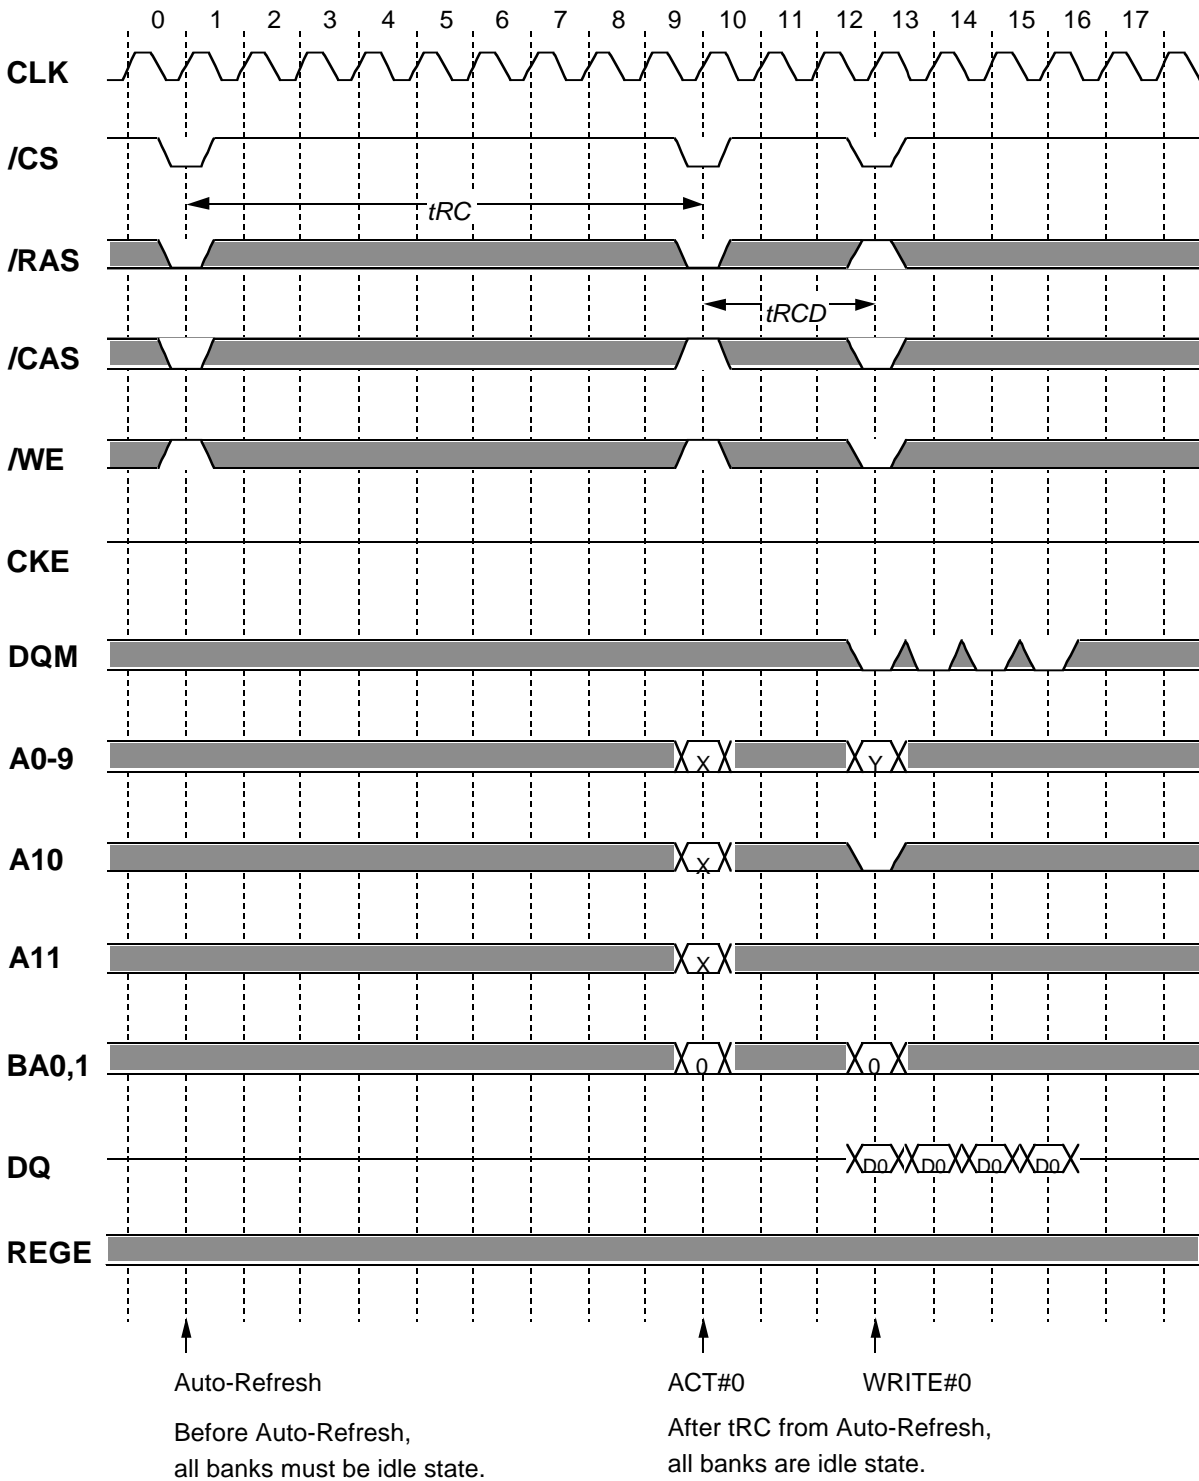 0 1 2 3 4 5 6 7 8 9 10 11 12 13 14 15 16 17
CLK
/CS
tRC
/RAS
tRCD
/CAS
/WE
CKE
DQM
A0-9 X Y
A10 X
A11 X
BA0,1 0 0
DQ D0 D0 D0 D0
REGE
Auto-Refresh ACT#0 WRITE#0
Before Auto-Refresh,
all banks must be idle state.
After tRC from Auto-Refresh,
all banks are idle state.